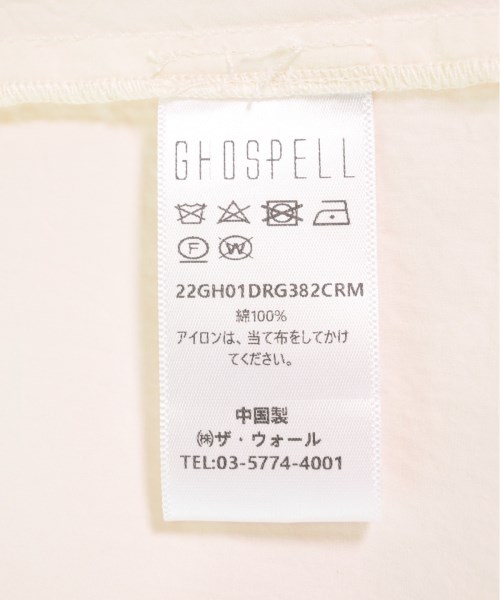 GHOSPELL
F W
22GH01DRG382CRM
綿100%
アイロンは、当て布をしてかけ
てください。
中国製
㈱ザ・ウォール
TEL:03-5774-4001